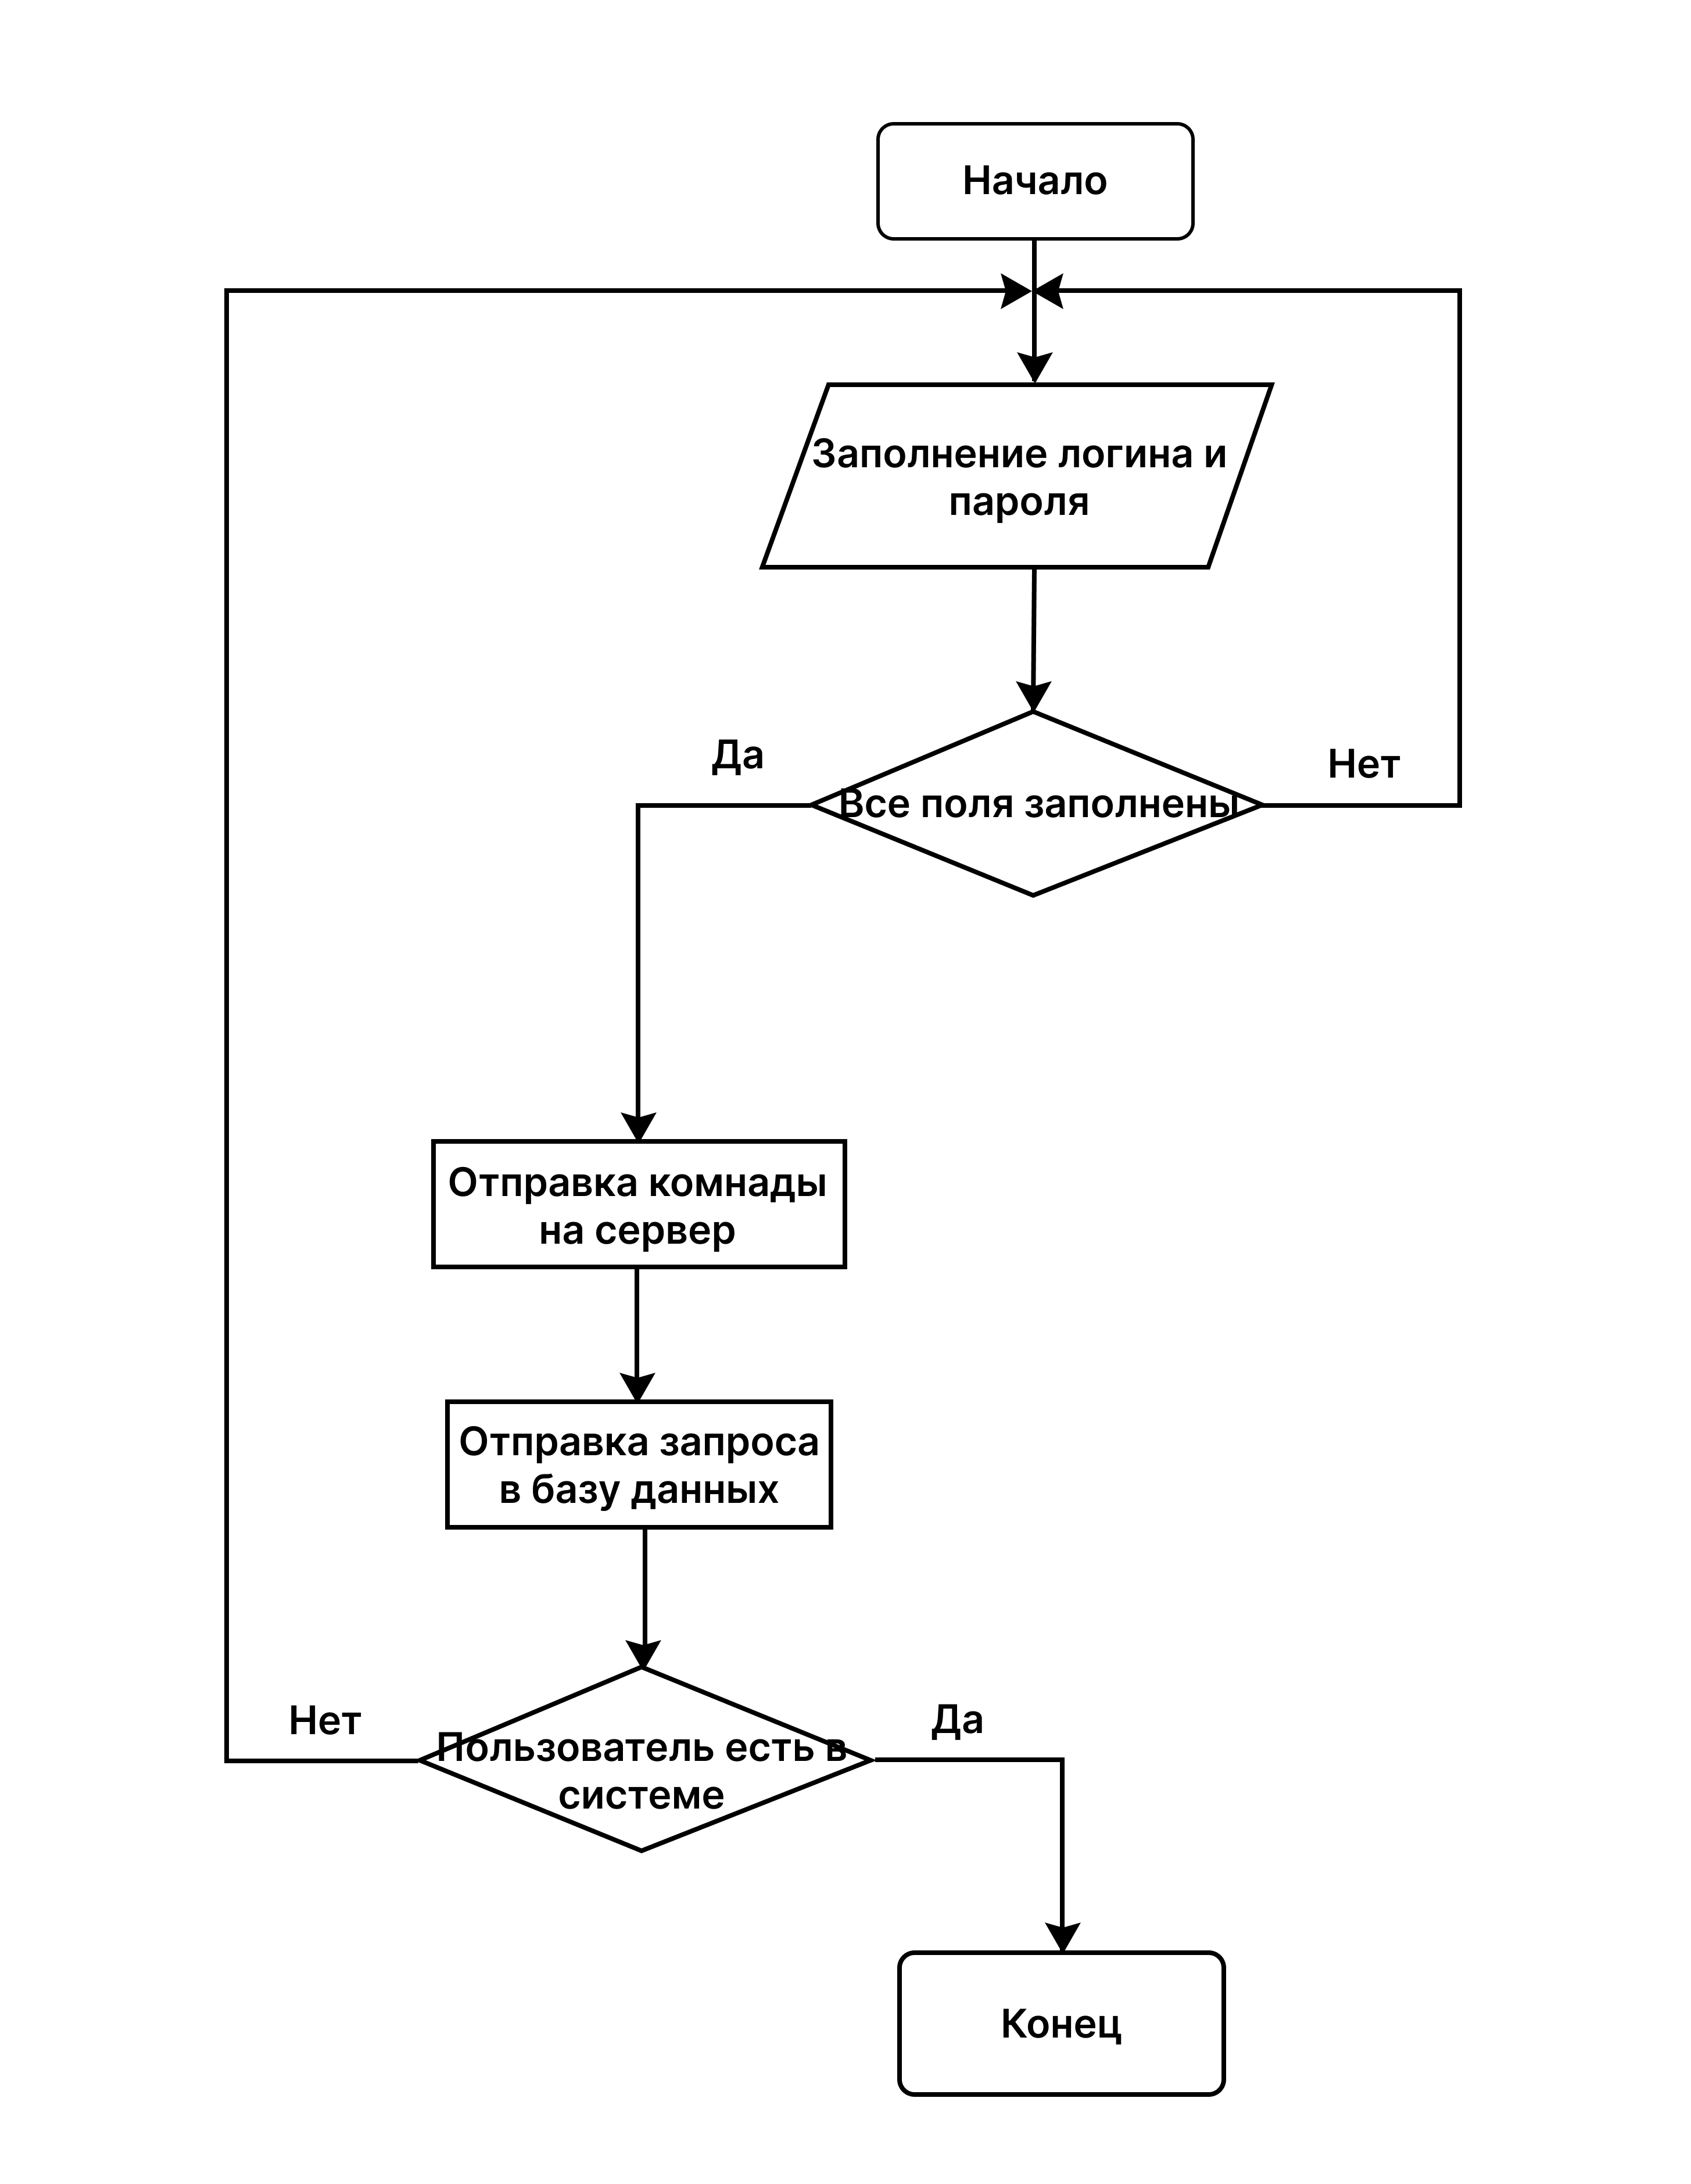 Начало
Заполнение логина и
пароля
Да
Нет
Все поля заполнены
Отправка комнады
на сервер
Отправка запроса
в базу данных
Нет
Да
Пользователь есть в
системе
Конец